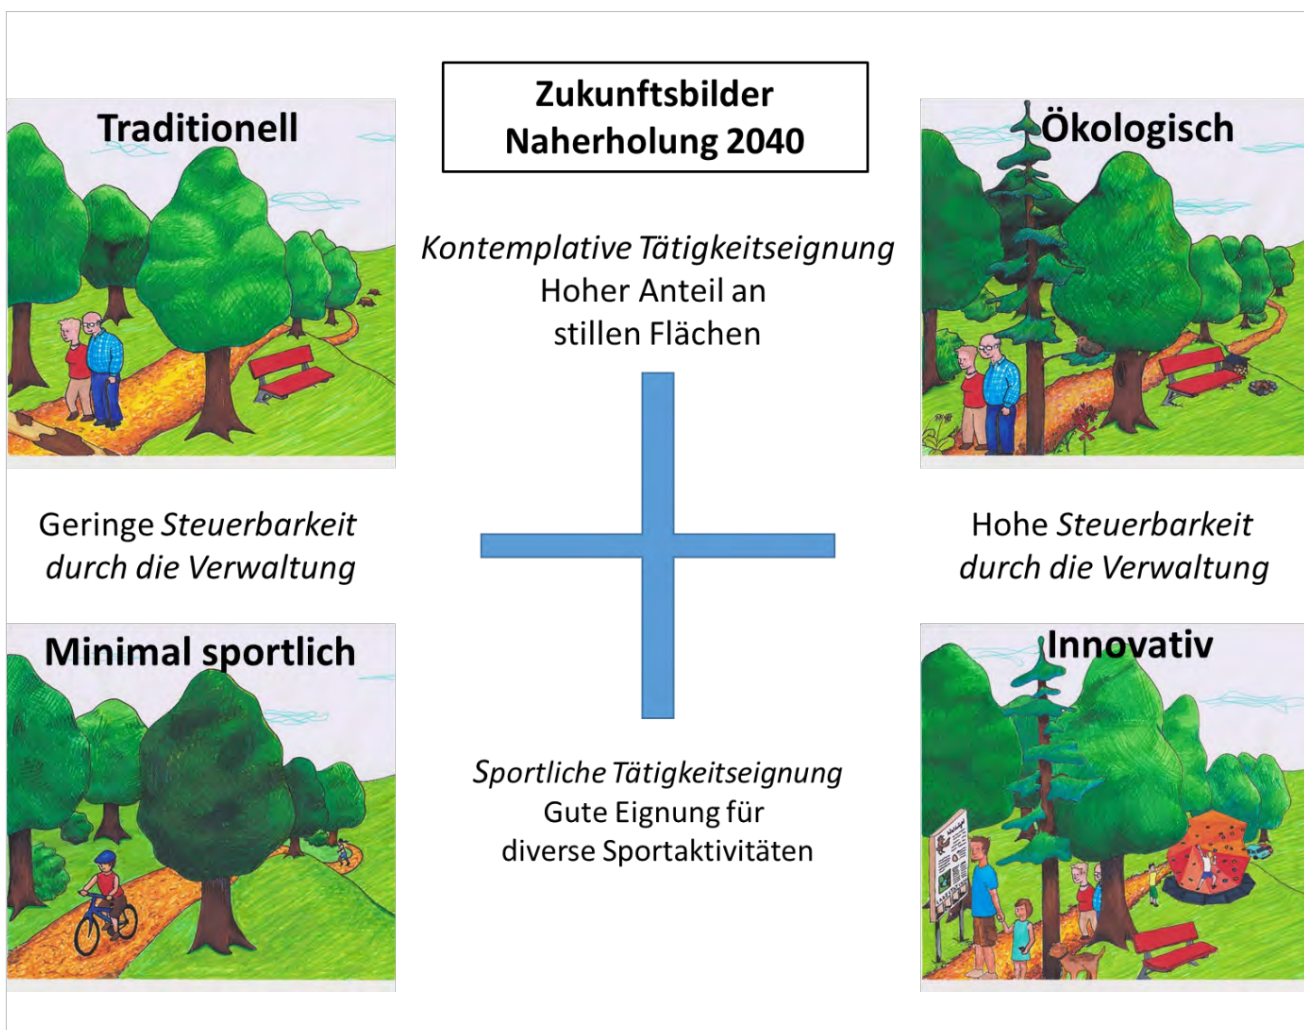 Zukunftsbilder
Naherholung 2040
Traditionell
Ökologisch
Kontemplative Tätigkeitseignung
Hoher Anteil an
stillen Flächen
Geringe Steuerbarkeit
durch die Verwaltung
Hohe Steuerbarkeit
durch die Verwaltung
Minimal sportlich
Innovativ
Sportliche Tätigkeitseignung
Gute Eignung für
diverse Sportaktivitäten